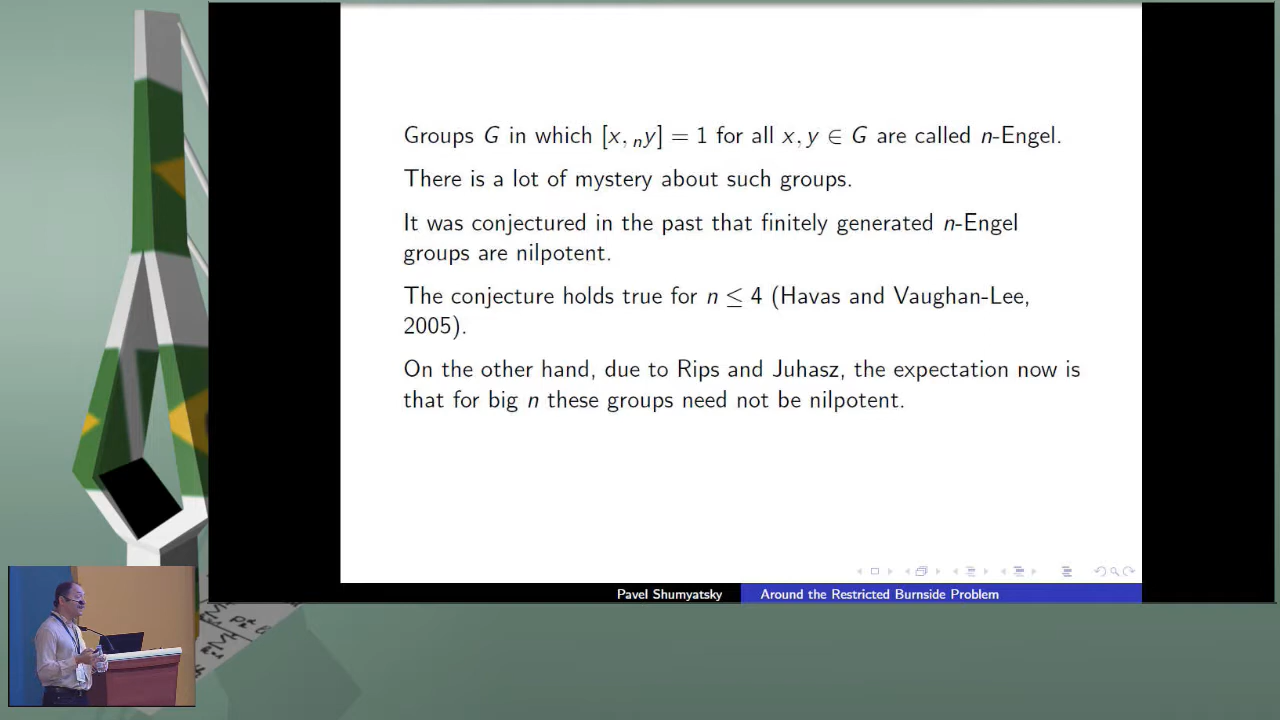 Groups G in which [x, ₙy] = 1 for all x, y ∈ G are called n-Engel.
There is a lot of mystery about such groups.
It was conjectured in the past that finitely generated n-Engel
groups are nilpotent.
The conjecture holds true for n ≤ 4 (Havas and Vaughan-Lee,
2005).
On the other hand, due to Rips and Juhasz, the expectation now is
that for big n these groups need not be nilpotent.
Pavel Shumyatsky
Around the Restricted Burnside Problem